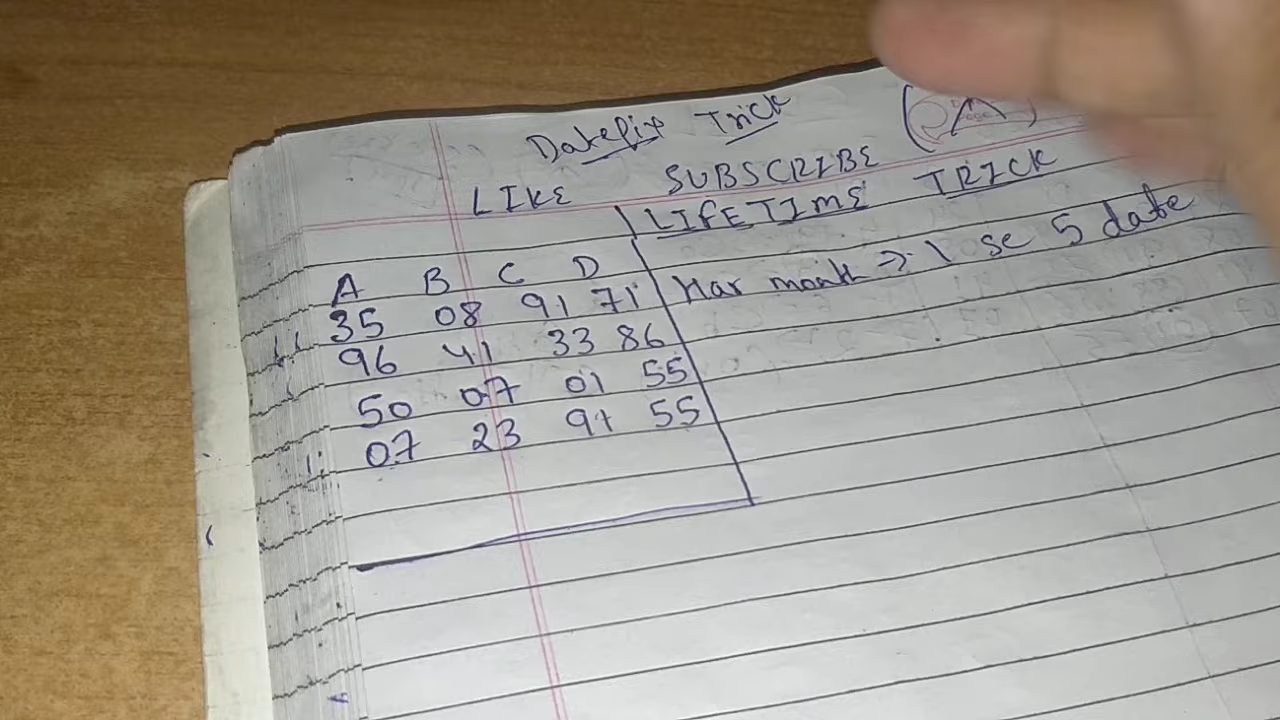 Datefix Trick (A)
LIKE SUBSCRIBE
LIFETIME TRICK
Har month => 1 se 5 date
A B C D
35 08 91 71
96 41 33 86
50 07 01 55
07 23 91 55